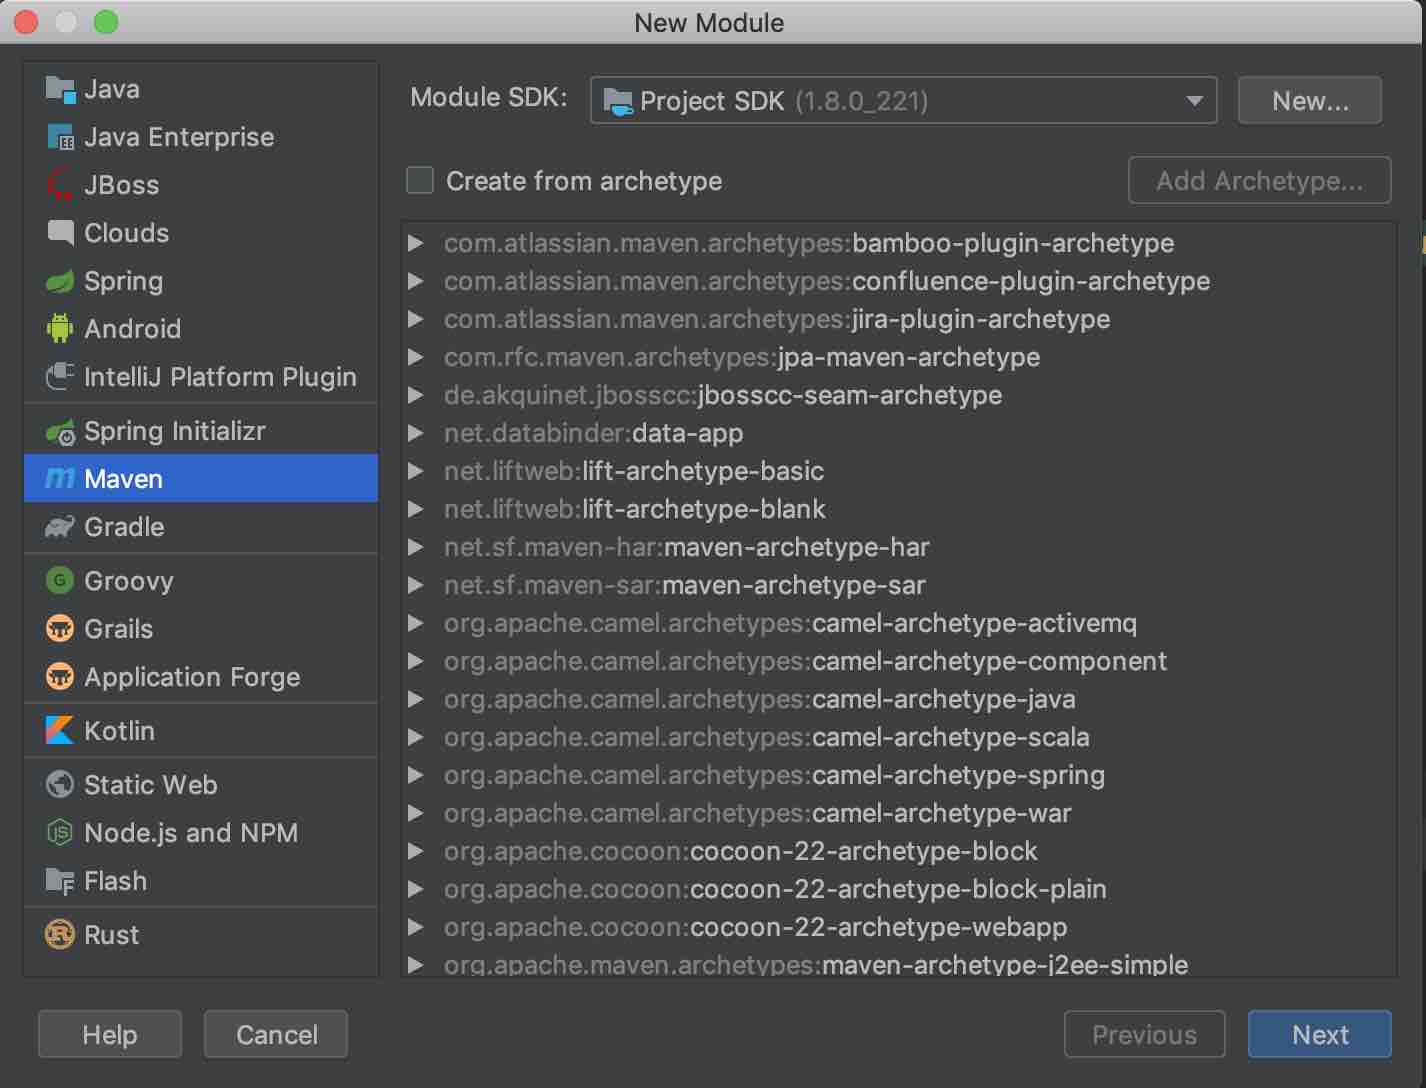 New Module
Java
Java Enterprise
JBoss
Clouds
Spring
Android
IntelliJ Platform Plugin
Spring Initializr
Maven
Gradle
Groovy
Grails
Application Forge
Kotlin
Static Web
Node.js and NPM
Flash
Rust
Module SDK: Project SDK (1.8.0_221) New...
Create from archetype Add Archetype...
com.atlassian.maven.archetypes:bamboo-plugin-archetype
com.atlassian.maven.archetypes:confluence-plugin-archetype
com.atlassian.maven.archetypes:jira-plugin-archetype
com.rfc.maven.archetypes:jpa-maven-archetype
de.akquinet.jbosscc:jbosscc-seam-archetype
net.databinder:data-app
net.liftweb:lift-archetype-basic
net.liftweb:lift-archetype-blank
net.sf.maven-har:maven-archetype-har
net.sf.maven-sar:maven-archetype-sar
org.apache.camel.archetypes:camel-archetype-activemq
org.apache.camel.archetypes:camel-archetype-component
org.apache.camel.archetypes:camel-archetype-java
org.apache.camel.archetypes:camel-archetype-scala
org.apache.camel.archetypes:camel-archetype-spring
org.apache.camel.archetypes:camel-archetype-war
org.apache.cocoon:cocoon-22-archetype-block
org.apache.cocoon:cocoon-22-archetype-block-plain
org.apache.cocoon:cocoon-22-archetype-webapp
org.apache.maven.archetypes:maven-archetype-j2ee-simple
Help Cancel Previous Next